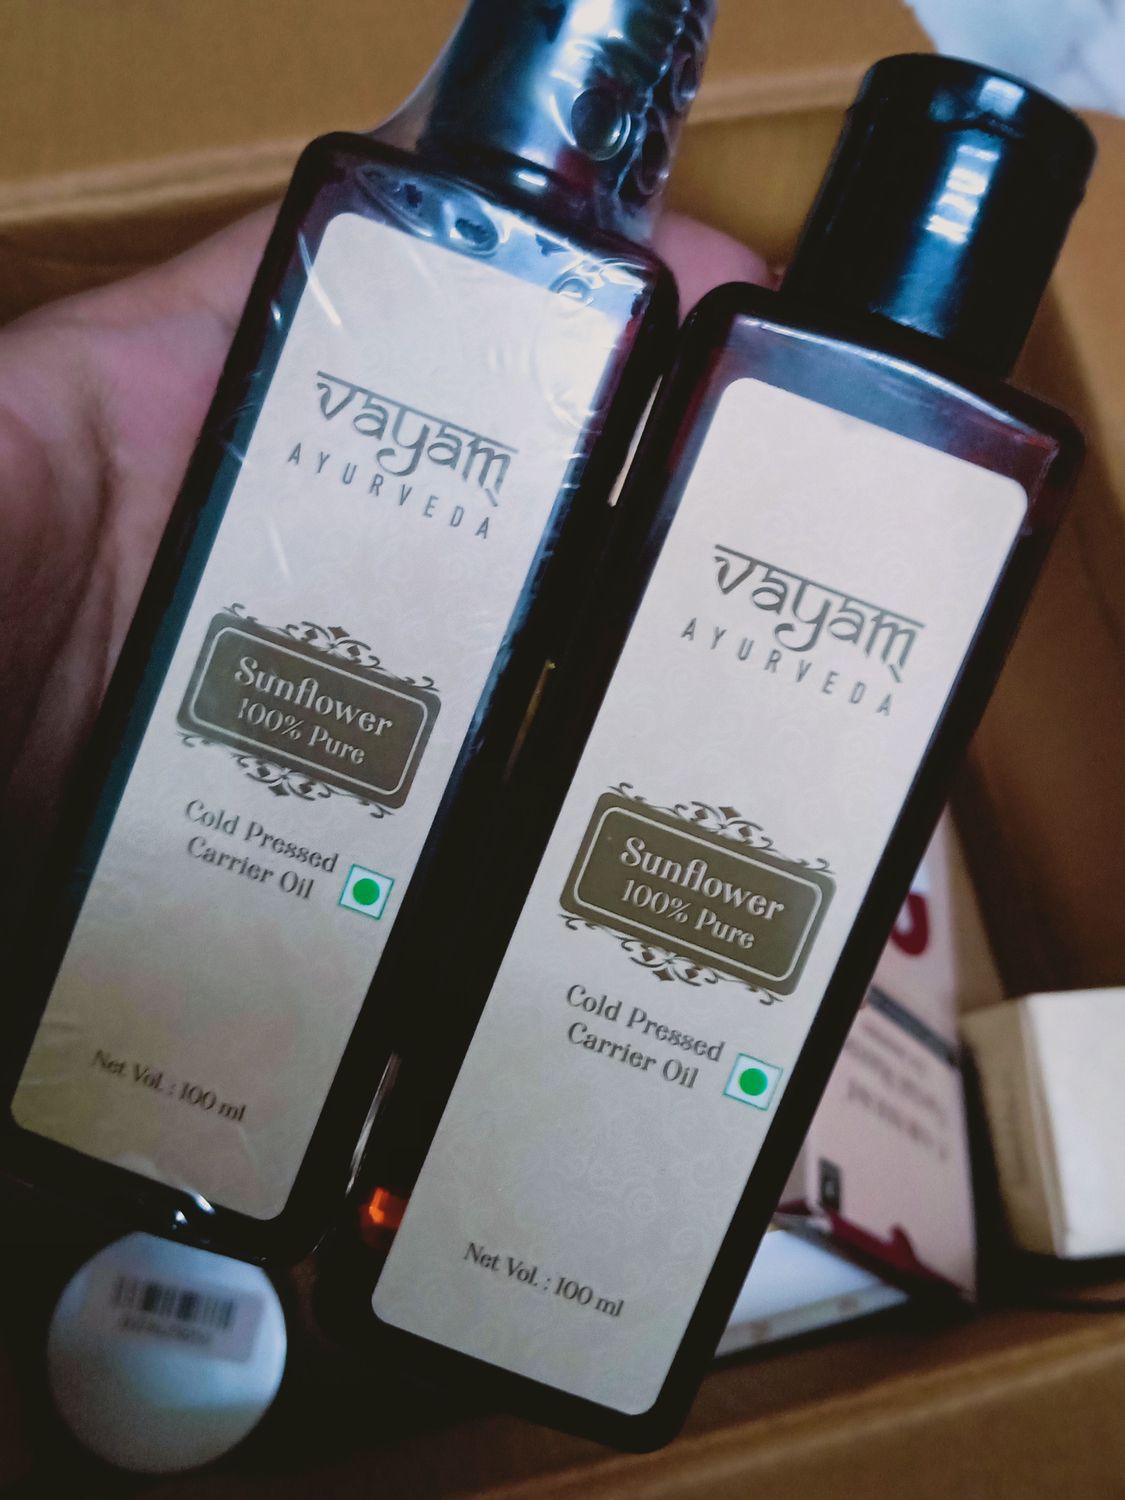 vayam
AYURVEDA
Sunflower
100% Pure
Cold Pressed
Carrier Oil
Net Vol. : 100 ml
vayam
AYURVEDA
Sunflower
100% Pure
Cold Pressed
Carrier Oil
Net Vol. : 100 ml